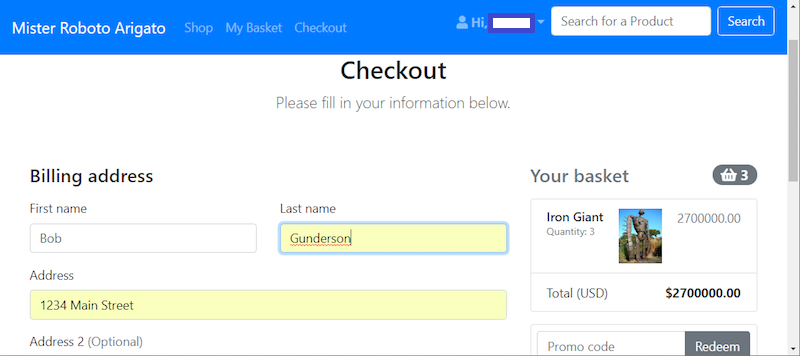 Mister Roboto Arigato Shop My Basket Checkout Hi, Search for a Product Search
Checkout
Please fill in your information below.
Billing address
First name Last name
Bob Gunderson
Address
1234 Main Street
Address 2 (Optional)
Your basket 3
Iron Giant 2700000.00
Quantity: 3
Total (USD) $2700000.00
Promo code Redeem